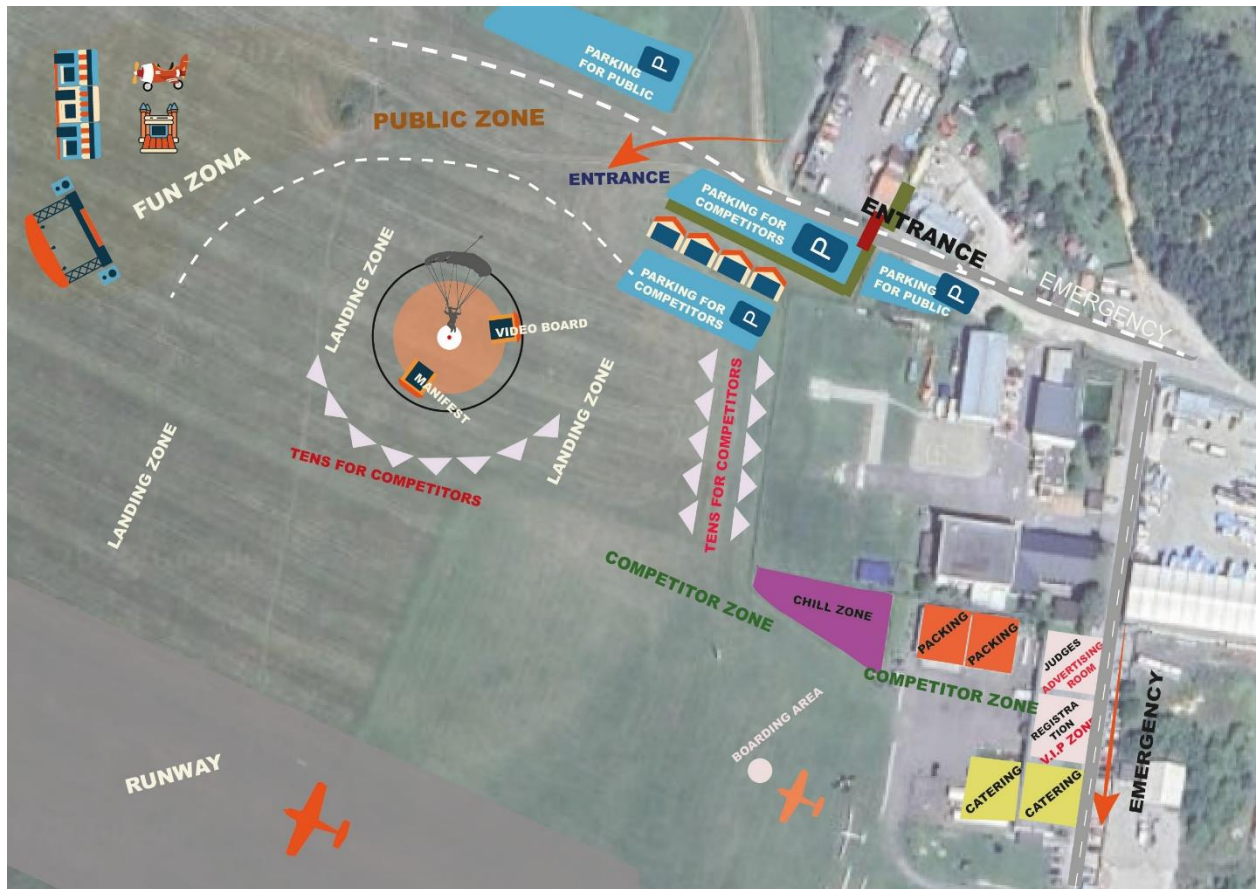 PARKING
FOR PUBLIC
P
PUBLIC ZONE
ENTRANCE
FUN ZONA
PARKING FOR
COMPETITORS
P
ENTRANCE
PARKING FOR
COMPETITORS
P
PARKING
FOR PUBLIC
P
EMERGENCY
LANDING ZONE
VIDEO BOARD
MANIFEST
LANDING ZONE
LANDING ZONE
TENS FOR COMPETITORS
TENS FOR COMPETITORS
COMPETITOR ZONE
CHILL ZONE
PACKING
PACKING
JUDGES
ADVERTISING
ROOM
COMPETITOR ZONE
REGISTRA
TION
V.I.P ZONE
BOARDING AREA
CATERING
CATERING
EMERGENCY
RUNWAY